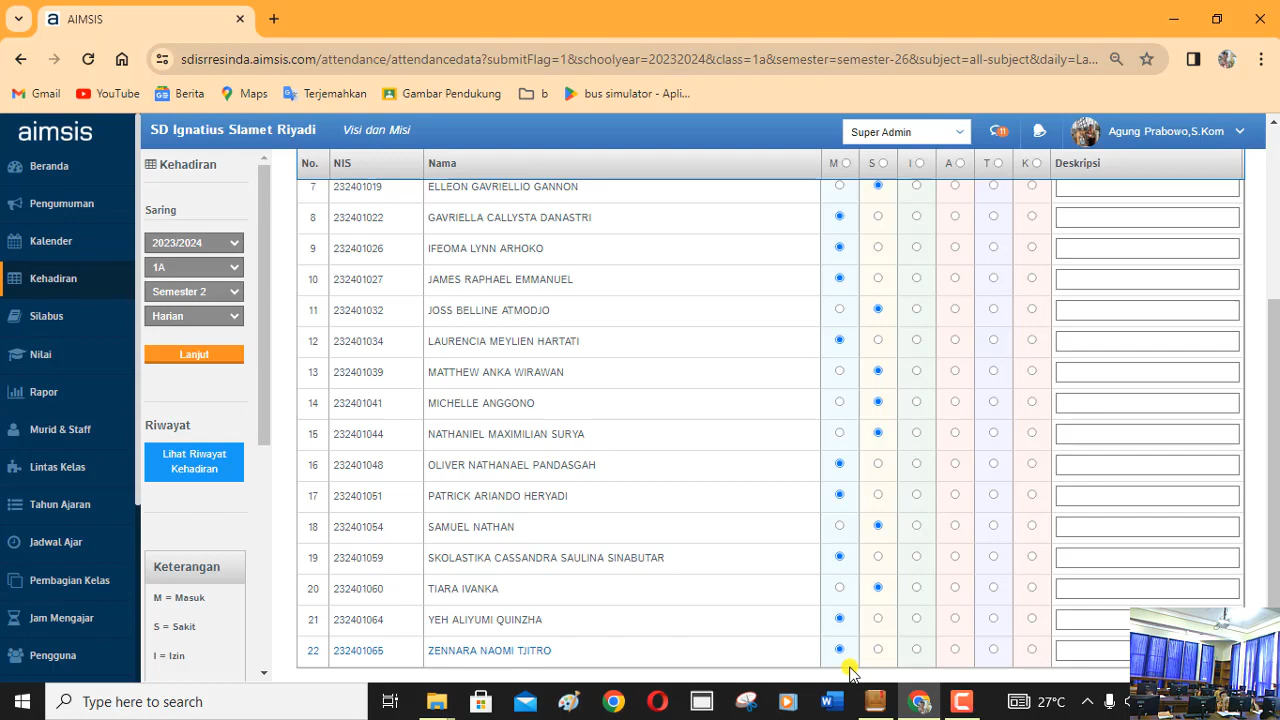 AIMSIS
sdisrresinda.aimsis.com/attendance/attendancedata?submitFlag=1&schoolyear=20232024&class=1a&semester=semester-26&subject=all-subject&daily=La...
Gmail YouTube Berita Maps Terjemahkan Gambar Pendukung b bus simulator - Apli...
aimsis SD Ignatius Slamet Riyadi Visi dan Misi Super Admin 11 Agung Prabowo,S.Kom
Beranda
Pengumuman
Kalender
Kehadiran
Silabus
Nilai
Rapor
Murid & Staff
Lintas Kelas
Tahun Ajaran
Jadwal Ajar
Pembagian Kelas
Jam Mengajar
Pengguna
Kehadiran
Saring
2023/2024
1A
Semester 2
Harian
Lanjut
Riwayat
Lihat Riwayat
Kehadiran
Keterangan
M = Masuk
S = Sakit
I = Izin
No. NIS Nama M S I A T K Deskripsi
7 232401019 ELLEON GAVRIELLIO GANNON
8 232401022 GAVRIELLA CALLYSTA DANASTRI
9 232401026 IFEOMA LYNN ARHOKO
10 232401027 JAMES RAPHAEL EMMANUEL
11 232401032 JOSS BELLINE ATMODJO
12 232401034 LAURENCIA MEYLIEN HARTATI
13 232401039 MATTHEW ANKA WIRAWAN
14 232401041 MICHELLE ANGGONO
15 232401044 NATHANIEL MAXIMILIAN SURYA
16 232401048 OLIVER NATHANAEL PANDASGAH
17 232401051 PATRICK ARIANDO HERYADI
18 232401054 SAMUEL NATHAN
19 232401059 SKOLASTIKA CASSANDRA SAULINA SINABUTAR
20 232401060 TIARA IVANKA
21 232401064 YEH ALIYUMI QUINZHA
22 232401065 ZENNARA NAOMI TJITRO
Type here to search 27°C